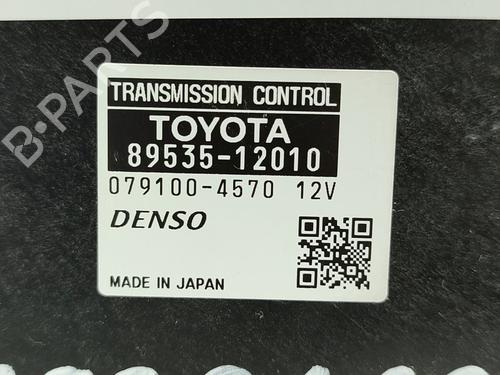 B·PARTS
TRANSMISSION CONTROL
TOYOTA
89535-12010
079100-4570 12V
DENSO
MADE IN JAPAN